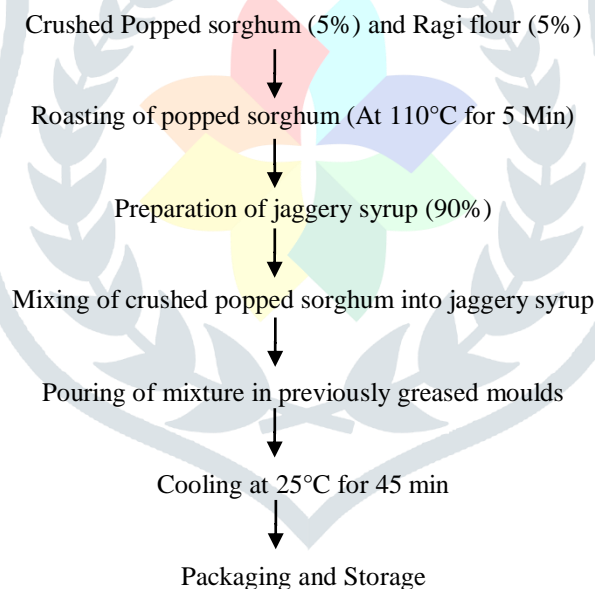 Crushed Popped sorghum (5%) and Ragi flour (5%)
Roasting of popped sorghum (At 110°C for 5 Min)
Preparation of jaggery syrup (90%)
Mixing of crushed popped sorghum into jaggery syrup
Pouring of mixture in previously greased moulds
Cooling at 25°C for 45 min
Packaging and Storage